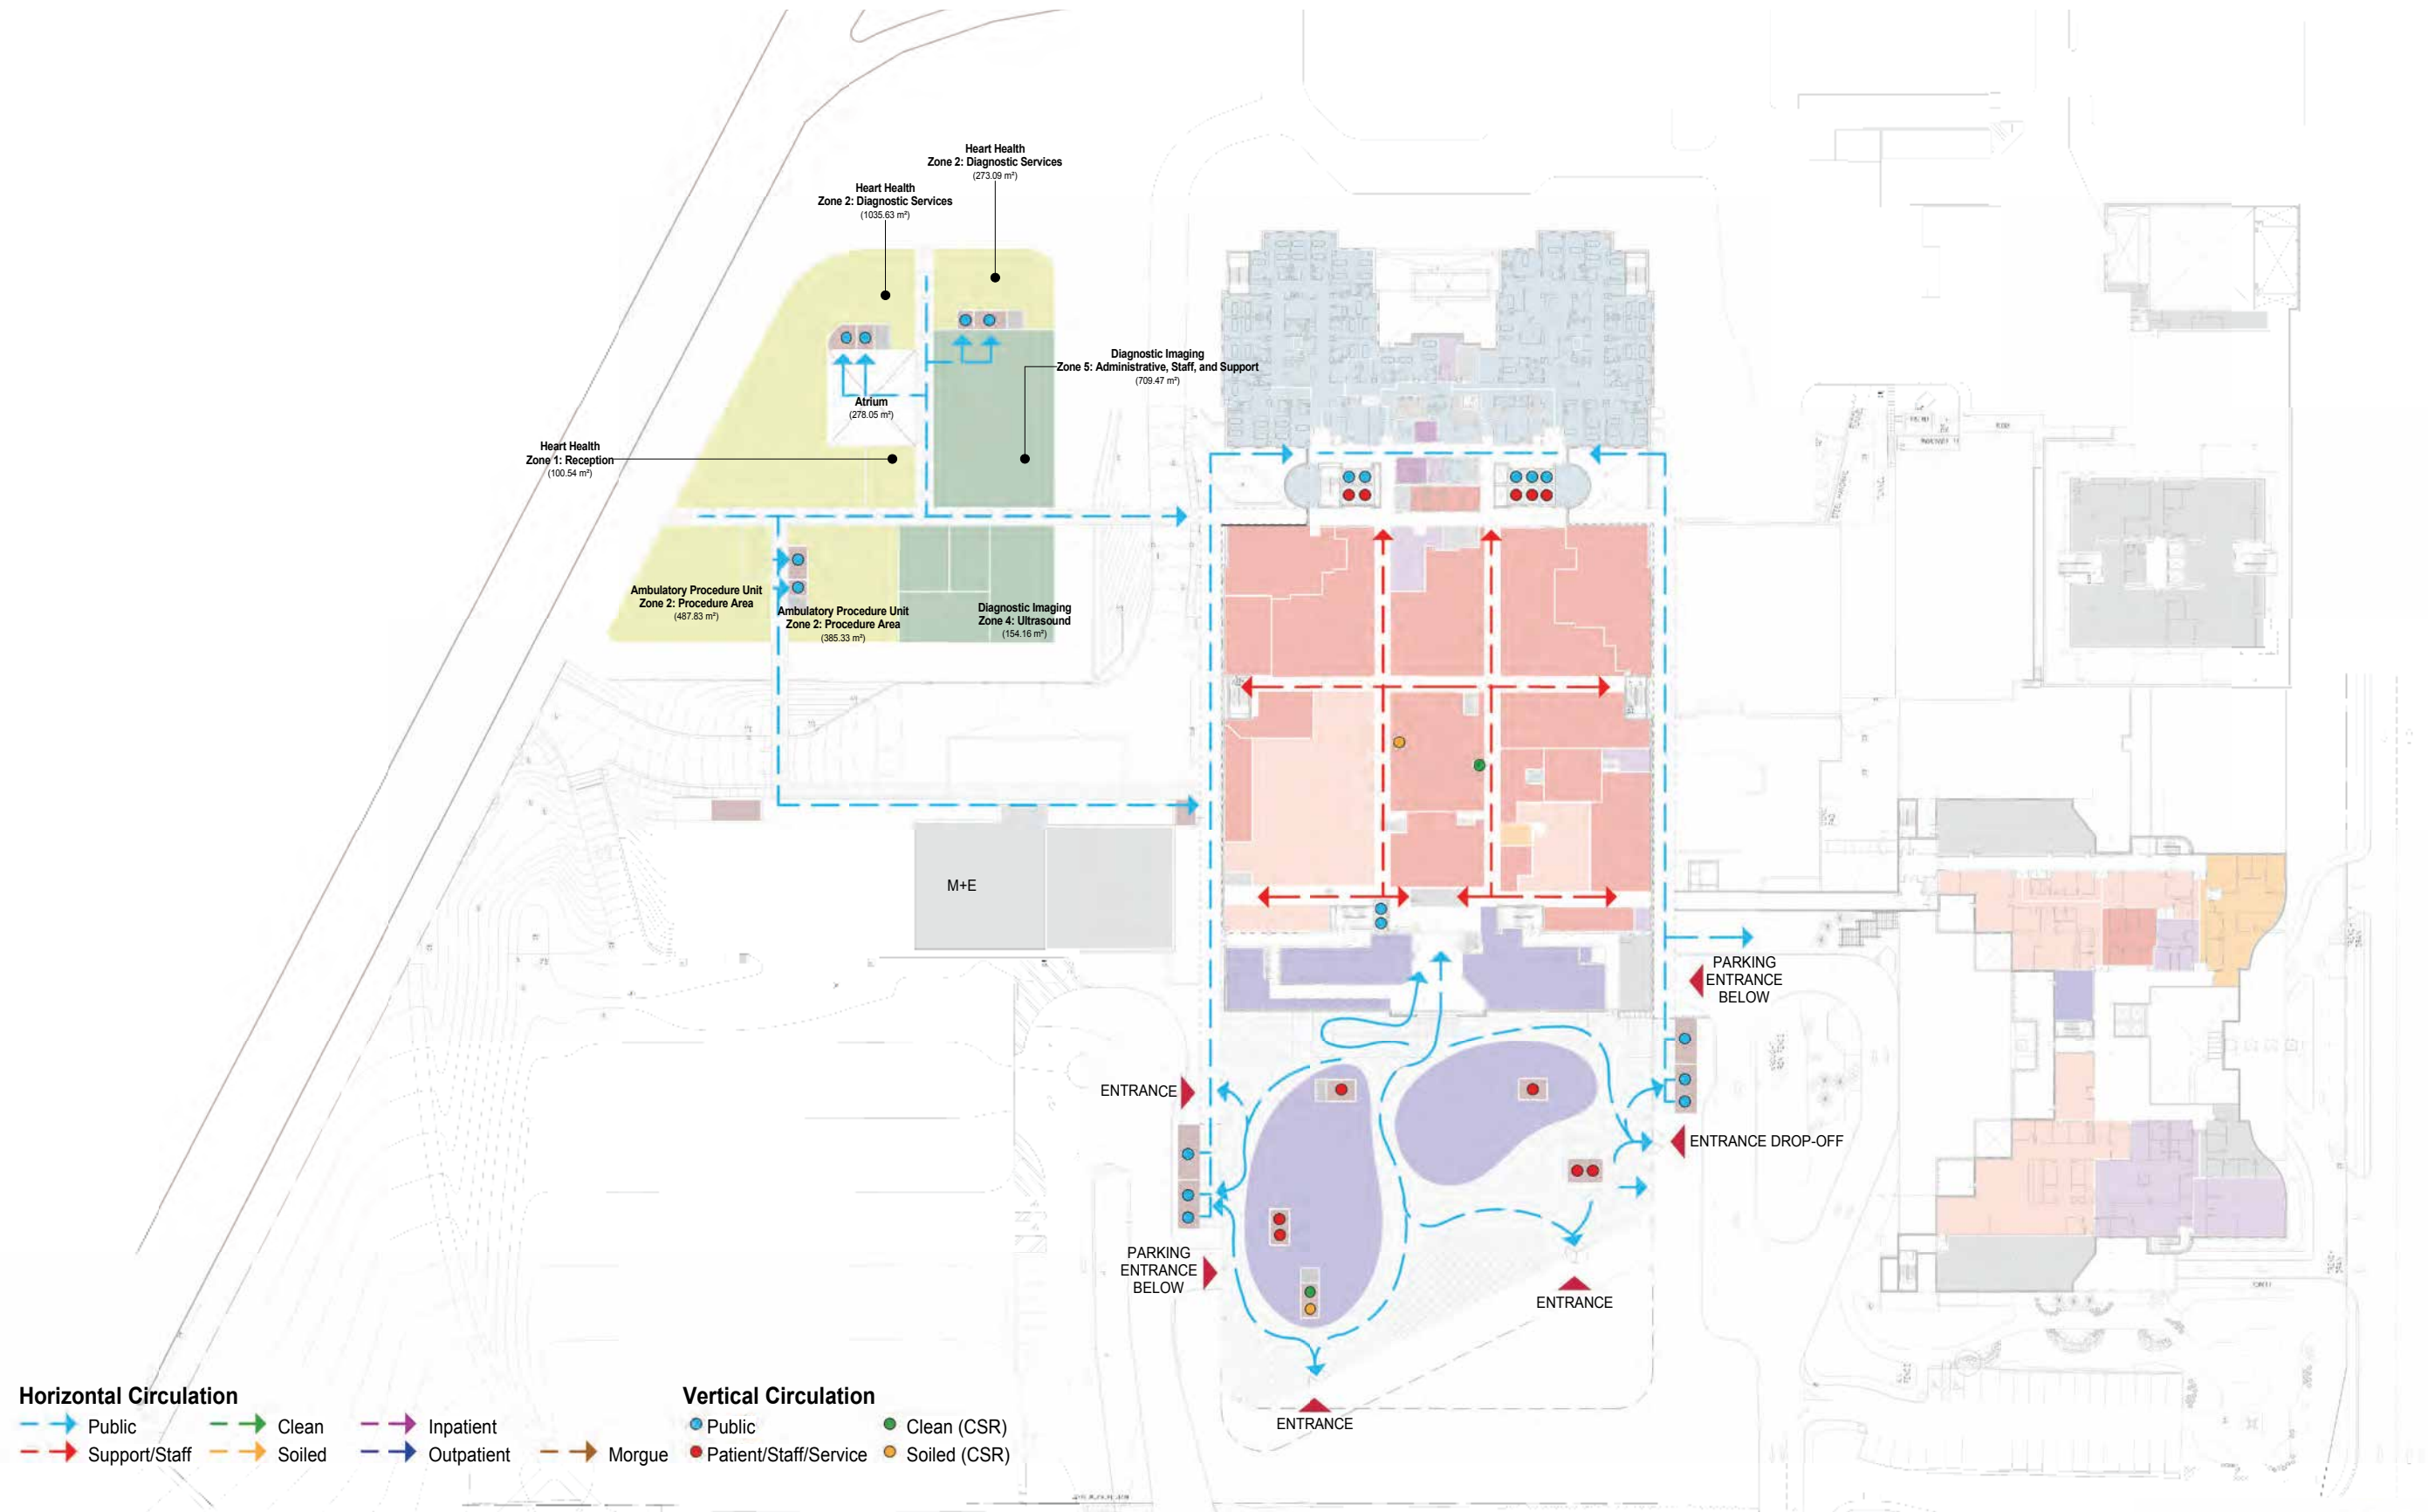 Heart Health
Zone 2: Diagnostic Services
(273.09 m²)
Heart Health
Zone 2: Diagnostic Services
(1035.63 m²)
Diagnostic Imaging
Zone 5: Administrative, Staff, and Support
(709.47 m²)
Atrium
(278.05 m²)
Heart Health
Zone 1: Reception
(100.54 m²)
Ambulatory Procedure Unit
Zone 2: Procedure Area
(487.83 m²)
Ambulatory Procedure Unit
Zone 2: Procedure Area
(385.33 m²)
Diagnostic Imaging
Zone 4: Ultrasound
(154.16 m²)
M+E
PARKING
ENTRANCE
BELOW
ENTRANCE
ENTRANCE DROP-OFF
PARKING
ENTRANCE
BELOW
ENTRANCE
ENTRANCE
Horizontal Circulation
Public
Clean
Inpatient
Support/Staff
Soiled
Outpatient
Morgue
Vertical Circulation
Public
Clean (CSR)
Patient/Staff/Service
Soiled (CSR)